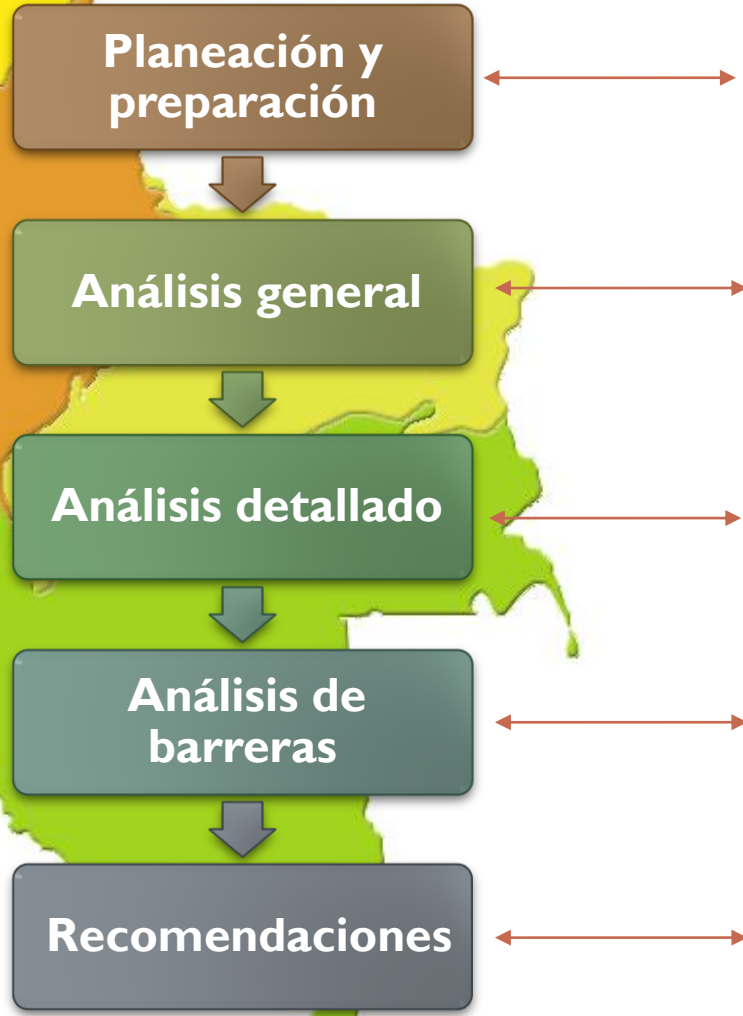 Planeación y
preparación
Análisis general
Análisis detallado
Análisis de
barreras
Recomendaciones